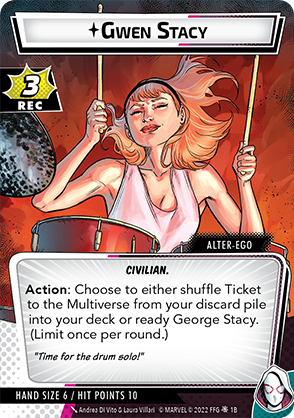 GWEN STACY
3
REC
ALTER-EGO
CIVILIAN.
Action: Choose to either shuffle Ticket
to the Multiverse from your discard pile
into your deck or ready George Stacy.
(Limit once per round.)
"Time for the drum solo!"
HAND SIZE 6 / HIT POINTS 10
Andrea Di Vito & Laura Villari © MARVEL © 2022 FFG 18